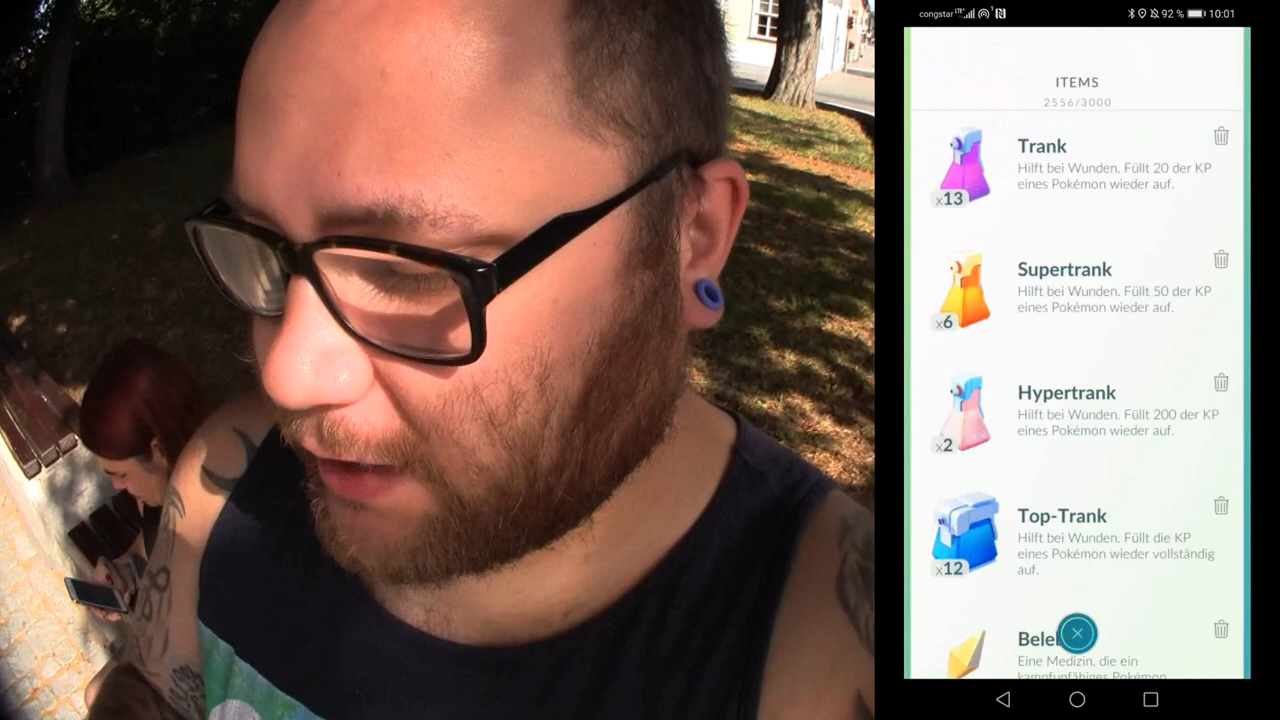 congstar
92 %
10:01
ITEMS
2556/3000
Trank
Hilft bei Wunden. Füllt 20 der KP
eines Pokémon wieder auf.
x13
Supertrank
Hilft bei Wunden. Füllt 50 der KP
eines Pokémon wieder auf.
x6
Hypertrank
Hilft bei Wunden. Füllt 200 der KP
eines Pokémon wieder auf.
x2
Top-Trank
Hilft bei Wunden. Füllt die KP
eines Pokémon wieder vollständig
auf.
x12
Eine Medizin, die ein
kampfunfähiges Pokémon